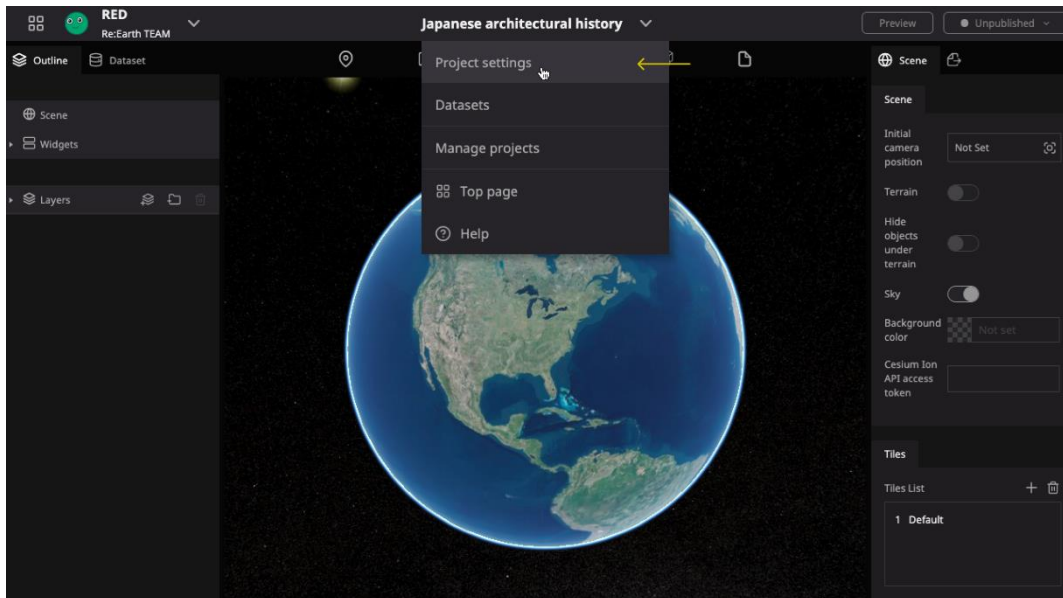 RED
Re:Earth TEAM
Japanese architectural history
Preview
Unpublished
Outline
Dataset
Scene
Project settings
Datasets
Manage projects
Top page
Help
Scene
Widgets
Layers
Scene
Initial
camera
position
Not Set
Terrain
Hide
objects
under
terrain
Sky
Background
color
Not set
Cesium Ion
API access
token
Tiles
Tiles List
1 Default